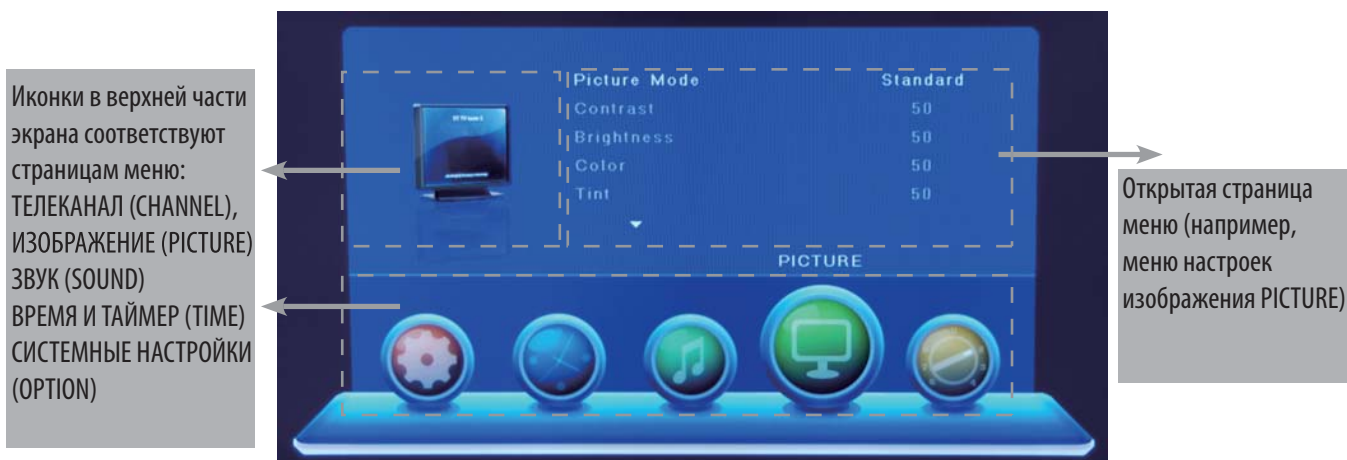 Иконки в верхней части
экрана соответствуют
страницам меню:
ТЕЛЕКАНАЛ (CHANNEL),
ИЗОБРАЖЕНИЕ (PICTURE)
ЗВУК (SOUND)
ВРЕМЯ И ТАЙМЕР (TIME)
СИСТЕМНЫЕ НАСТРОЙКИ
(OPTION)
Picture Mode Standard
Contrast 50
Brightness 50
Color 50
Tint 50
PICTURE
Открытая страница
меню (например,
меню настроек
изображения PICTURE)